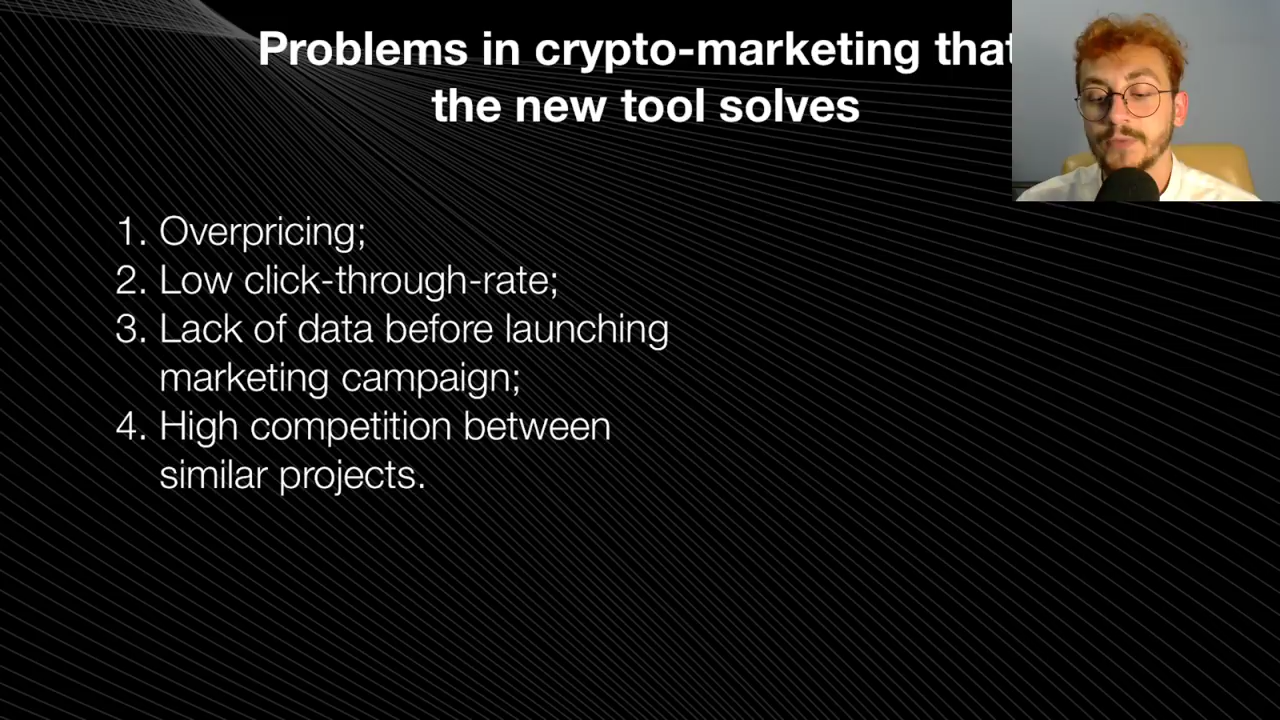 Problems in crypto-marketing that
the new tool solves
1. Overpricing;
2. Low click-through-rate;
3. Lack of data before launching
marketing campaign;
4. High competition between
similar projects.